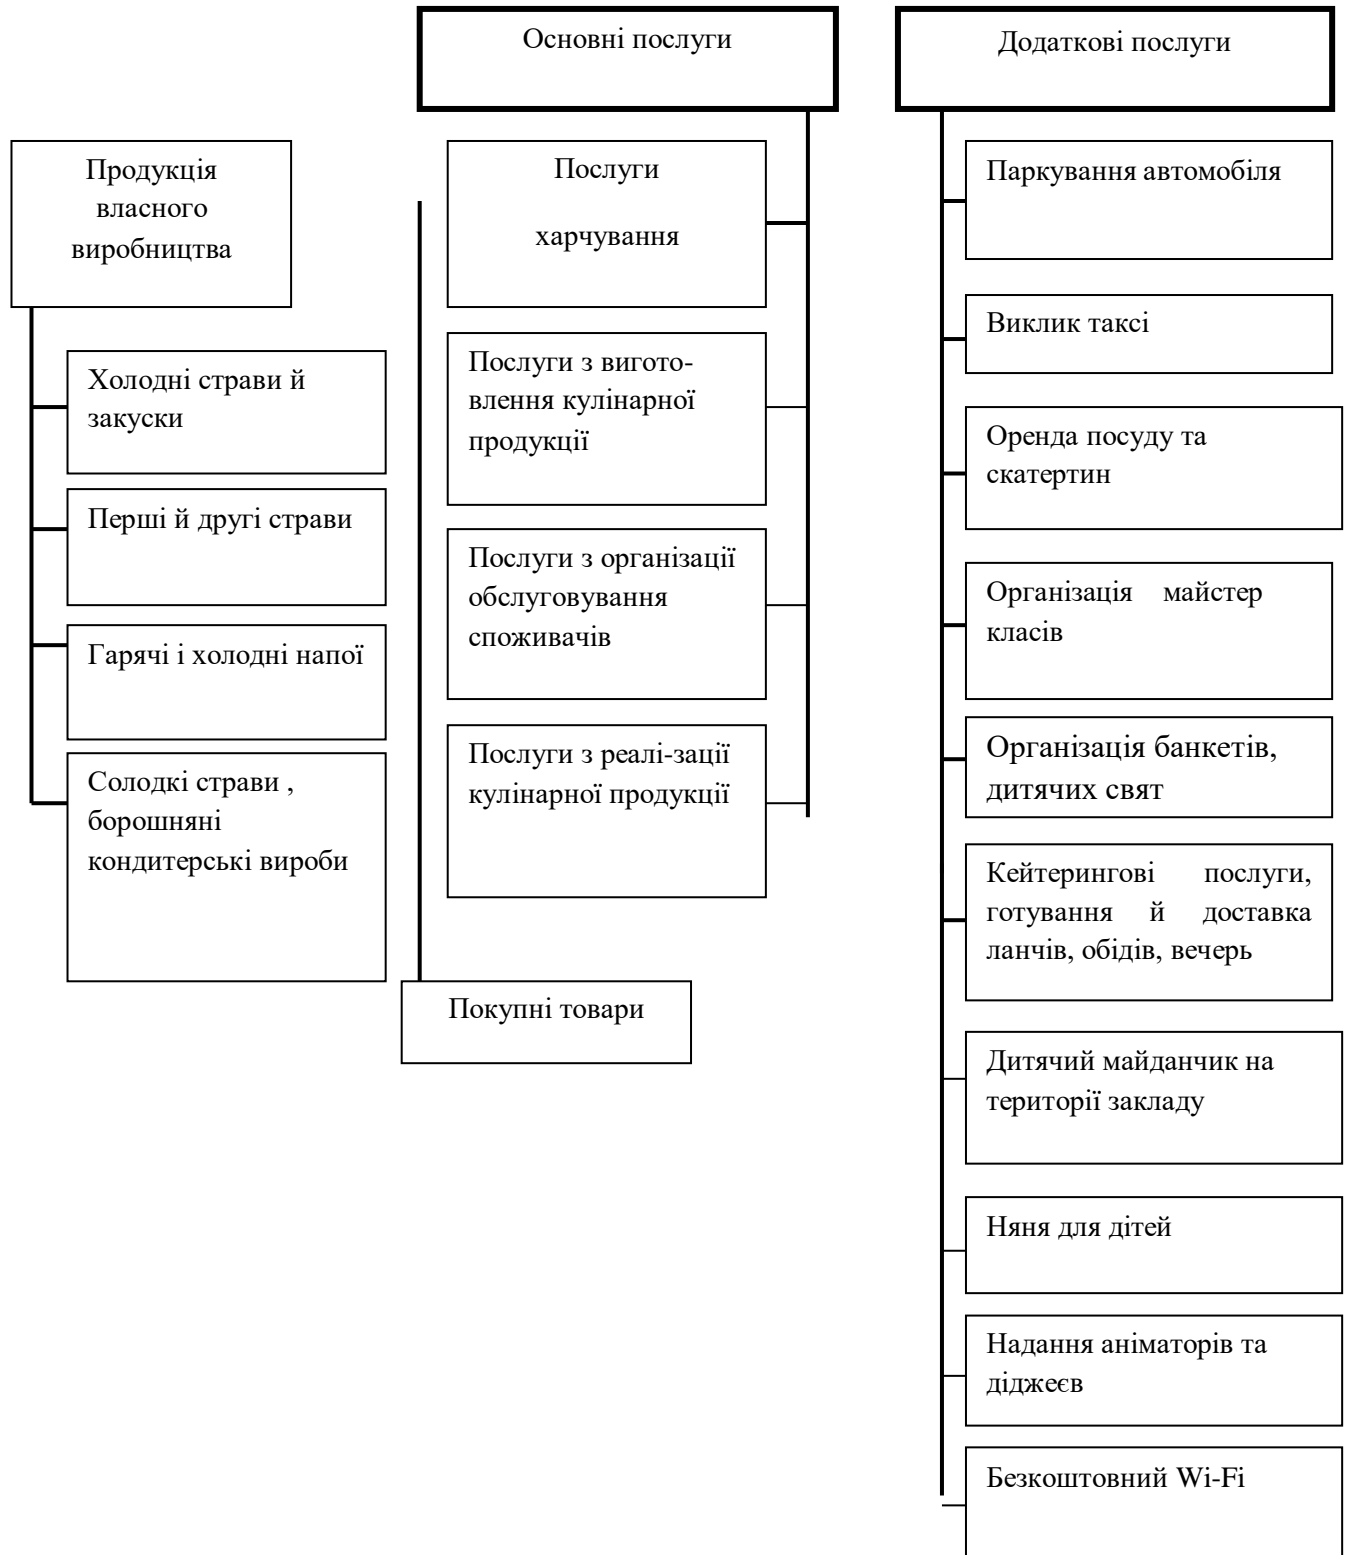 Основні послуги
Додаткові послуги
Продукція
власного
виробництва
Холодні страви й
закуски
Перші й другі страви
Гарячі і холодні напої
Солодкі страви ,
борошняні
кондитерські вироби
Послуги
харчування
Послуги з вигото-
влення кулінарної
продукції
Послуги з організації
обслуговування
споживачів
Послуги з реалі-зації
кулінарної продукції
Покупні товари
Паркування автомобіля
Виклик таксі
Оренда посуду та
скатертин
Організація майстер
класів
Організація банкетів,
дитячих свят
Кейтерингові послуги,
готування й доставка
ланчів, обідів, вечерь
Дитячий майданчик на
території закладу
Няня для дітей
Надання аніматорів та
діджеєв
Безкоштовний Wi-Fi